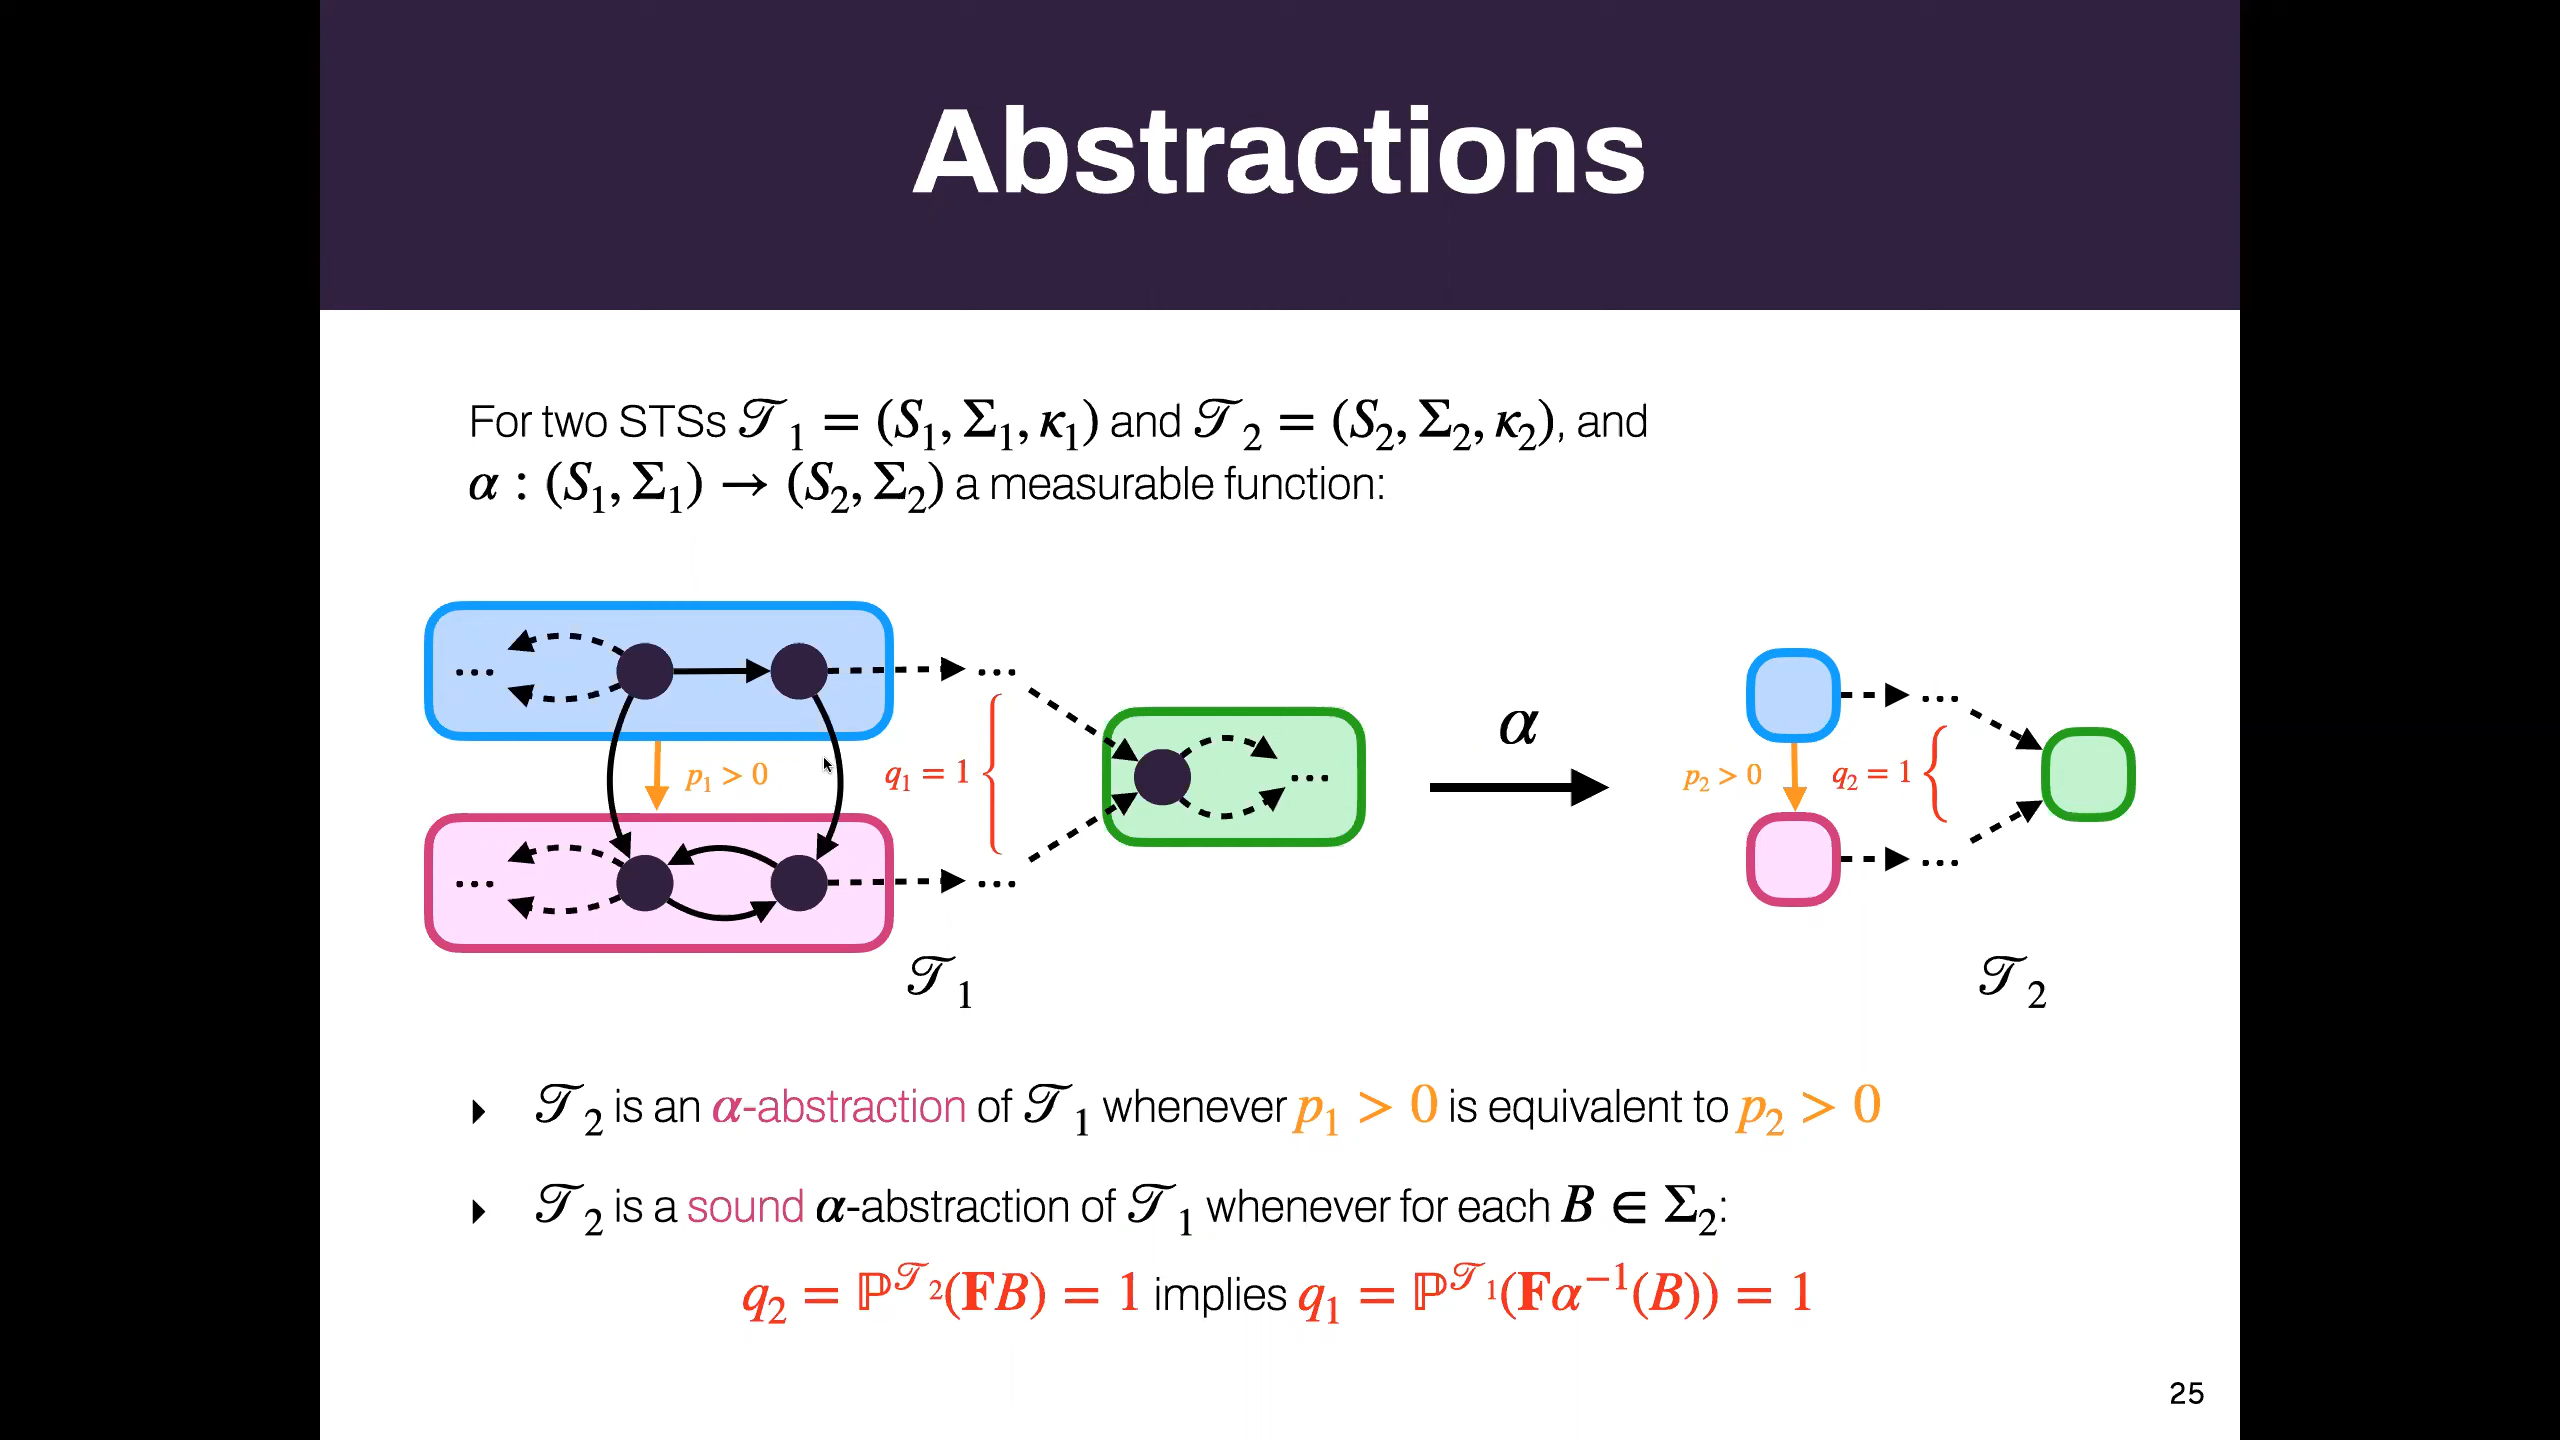 Abstractions
For two STSs 𝒯₁ = (S₁, Σ₁, κ₁) and 𝒯₂ = (S₂, Σ₂, κ₂), and
α : (S₁, Σ₁) → (S₂, Σ₂) a measurable function:
...
...
p₁ > 0
q₁ = 1
...
...
...
α
...
p₂ > 0
q₂ = 1
...
𝒯₁
𝒯₂
▸ 𝒯₂ is an α-abstraction of 𝒯₁ whenever p₁ > 0 is equivalent to p₂ > 0
▸ 𝒯₂ is a sound α-abstraction of 𝒯₁ whenever for each B ∈ Σ₂:
q₂ = ℙ^𝒯₂(FB) = 1 implies q₁ = ℙ^𝒯₁(Fα⁻¹(B)) = 1
25